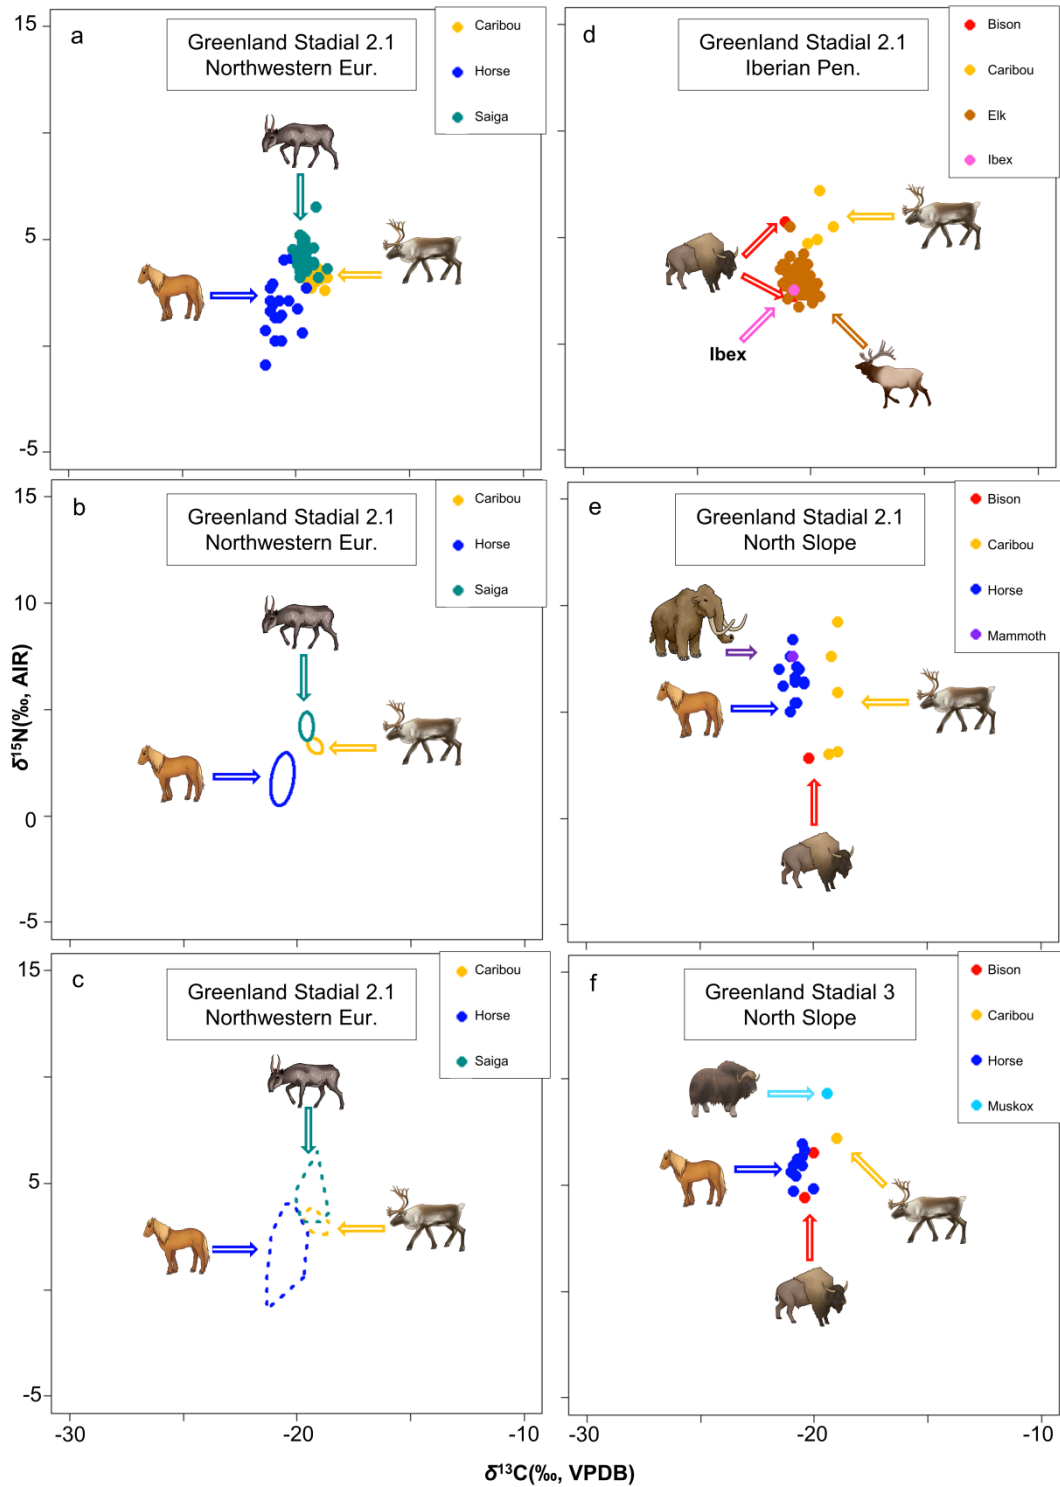 a
Greenland Stadial 2.1
Northwestern Eur.
Caribou
Horse
Saiga
15
5
-5
d
Greenland Stadial 2.1
Iberian Pen.
Bison
Caribou
Elk
Ibex
Ibex
b
Greenland Stadial 2.1
Northwestern Eur.
Caribou
Horse
Saiga
15
10
5
0
-5
δ15N(‰, AIR)
e
Greenland Stadial 2.1
North Slope
Bison
Caribou
Horse
Mammoth
c
Greenland Stadial 2.1
Northwestern Eur.
Caribou
Horse
Saiga
15
5
-5
-30
-20
-10
f
Greenland Stadial 3
North Slope
Bison
Caribou
Horse
Muskox
-30
-20
-10
δ13C(‰, VPDB)